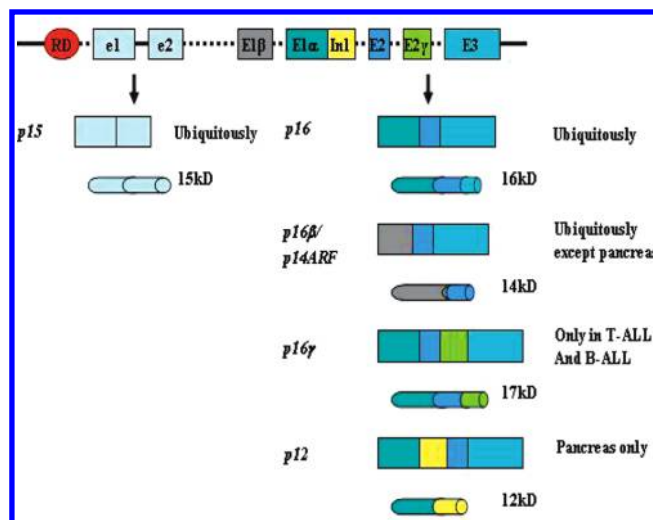 RD e1 e2 E1β E1α In1 E2 E2γ E3
p15 Ubiquitously p16 Ubiquitously
15kD 16kD
p16β/ Ubiquitously
p14ARF except pancreas
14kD
p16γ Only in T-ALL
And B-ALL
17kD
p12 Pancreas only
12kD